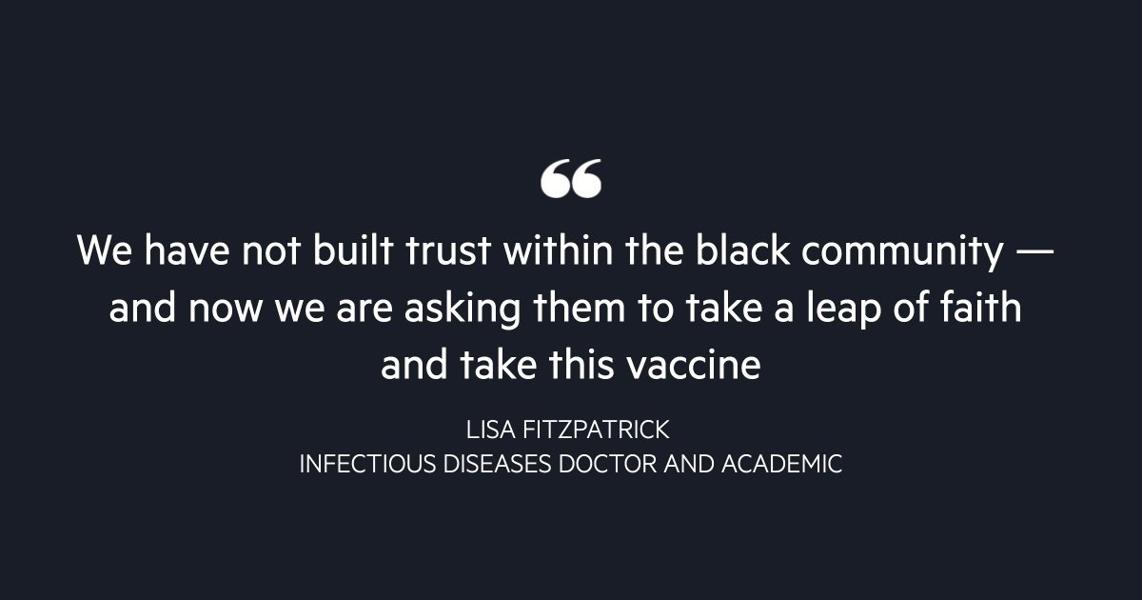 “
We have not built trust within the black community —
and now we are asking them to take a leap of faith
and take this vaccine
LISA FITZPATRICK
INFECTIOUS DISEASES DOCTOR AND ACADEMIC